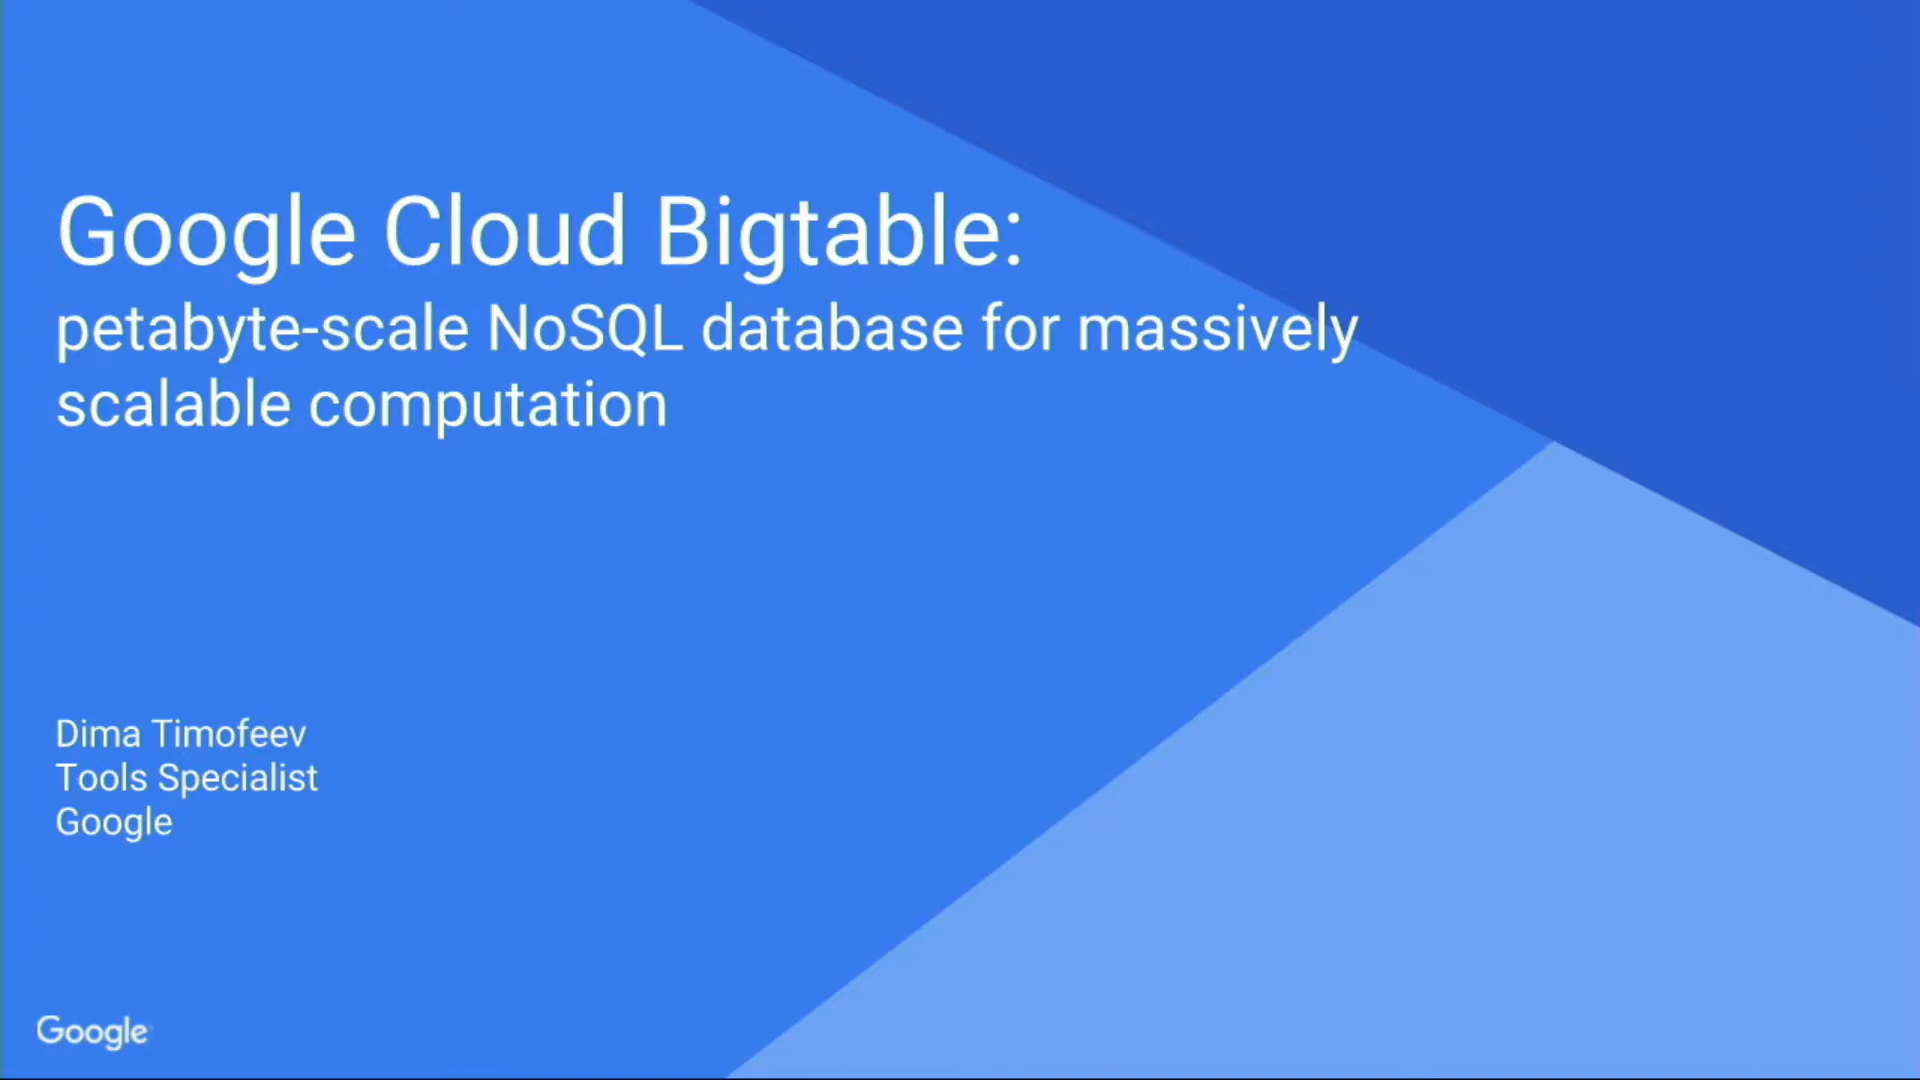 Google Cloud Bigtable:
petabyte-scale NoSQL database for massively
scalable computation
Dima Timofeev
Tools Specialist
Google
Google